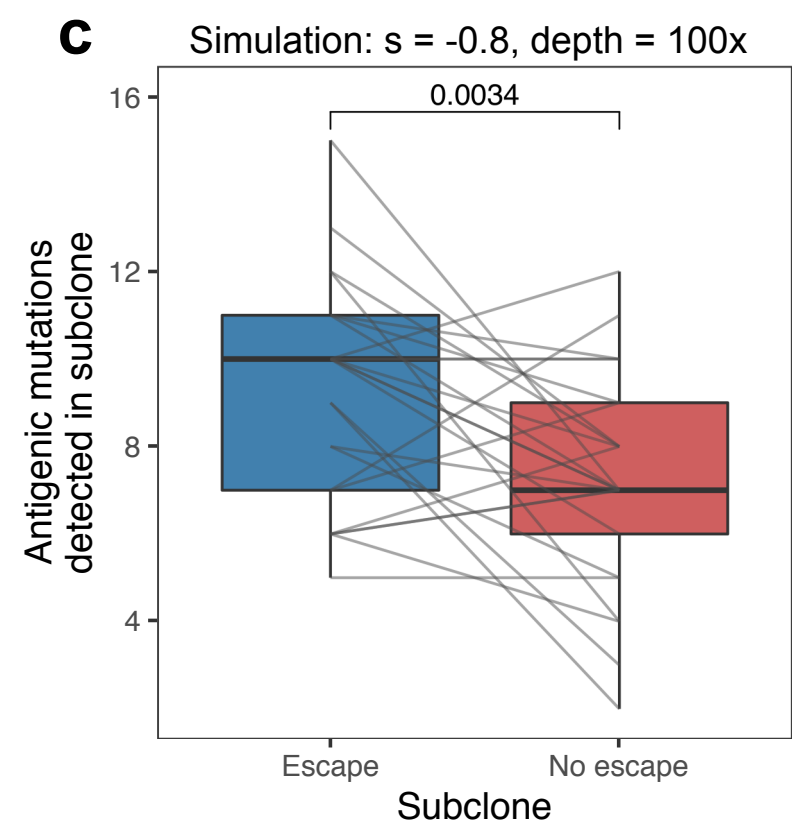 C
Simulation: s = -0.8, depth = 100x
0.0034
16
12
8
4
Antigenic mutations
detected in subclone
Escape
No escape
Subclone